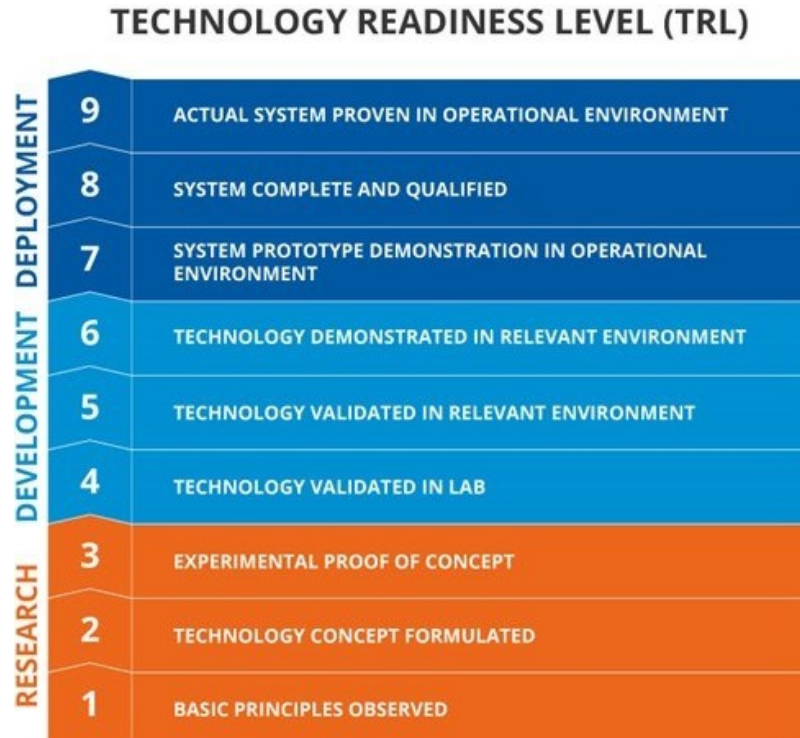 TECHNOLOGY READINESS LEVEL (TRL)
DEPLOYMENT
9
ACTUAL SYSTEM PROVEN IN OPERATIONAL ENVIRONMENT
8
SYSTEM COMPLETE AND QUALIFIED
7
SYSTEM PROTOTYPE DEMONSTRATION IN OPERATIONAL
ENVIRONMENT
DEVELOPMENT
6
TECHNOLOGY DEMONSTRATED IN RELEVANT ENVIRONMENT
5
TECHNOLOGY VALIDATED IN RELEVANT ENVIRONMENT
4
TECHNOLOGY VALIDATED IN LAB
RESEARCH
3
EXPERIMENTAL PROOF OF CONCEPT
2
TECHNOLOGY CONCEPT FORMULATED
1
BASIC PRINCIPLES OBSERVED